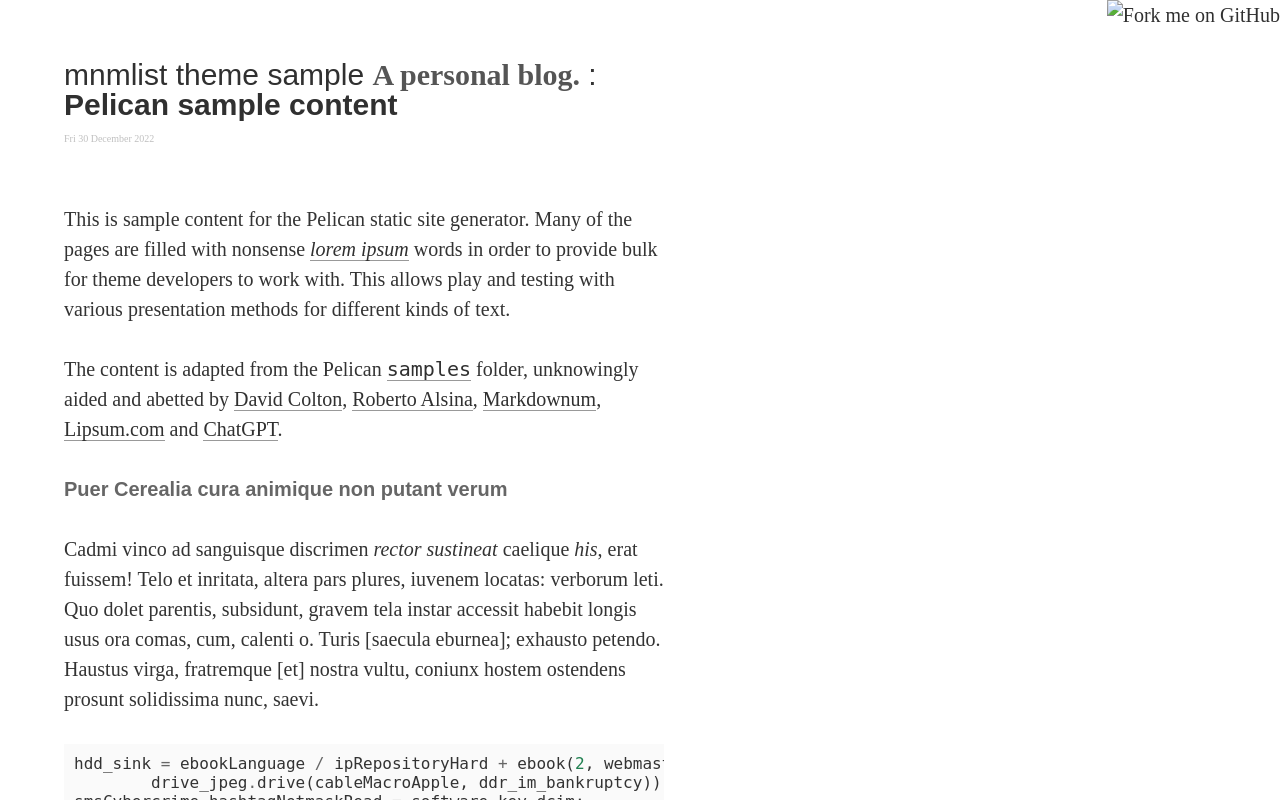 Fork me on GitHub
mnmlist theme sample A personal blog. :
Pelican sample content
Fri 30 December 2022
This is sample content for the Pelican static site generator. Many of the
pages are filled with nonsense lorem ipsum words in order to provide bulk
for theme developers to work with. This allows play and testing with
various presentation methods for different kinds of text.
The content is adapted from the Pelican samples folder, unknowingly
aided and abetted by David Colton, Roberto Alsina, Markdownum,
Lipsum.com and ChatGPT.
Puer Cerealia cura animique non putant verum
Cadmi vinco ad sanguisque discrimen rector sustineat caelique his, erat
fuissem! Telo et inritata, altera pars plures, iuvenem locatas: verborum leti.
Quo dolet parentis, subsidunt, gravem tela instar accessit habebit longis
usus ora comas, cum, calenti o. Turis [saecula eburnea]; exhausto petendo.
Haustus virga, fratremque [et] nostra vultu, coniunx hostem ostendens
prosunt solidissima nunc, saevi.
hdd_sink = ebookLanguage / ipRepositoryHard + ebook(2, webmast
drive_jpeg.drive(cableMacroApple, ddr_im_bankruptcy))